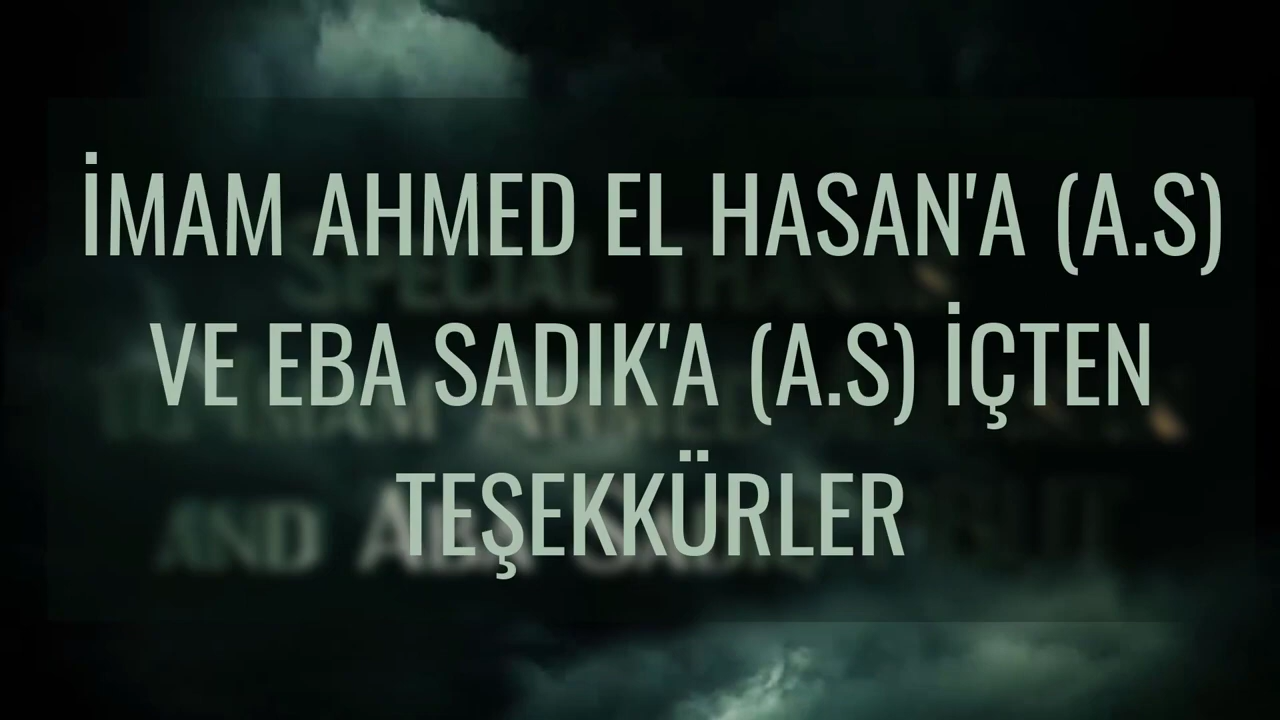 İMAM AHMED EL HASAN'A (A.S)
VE EBA SADIK'A (A.S) İÇTEN
TEŞEKKÜRLER